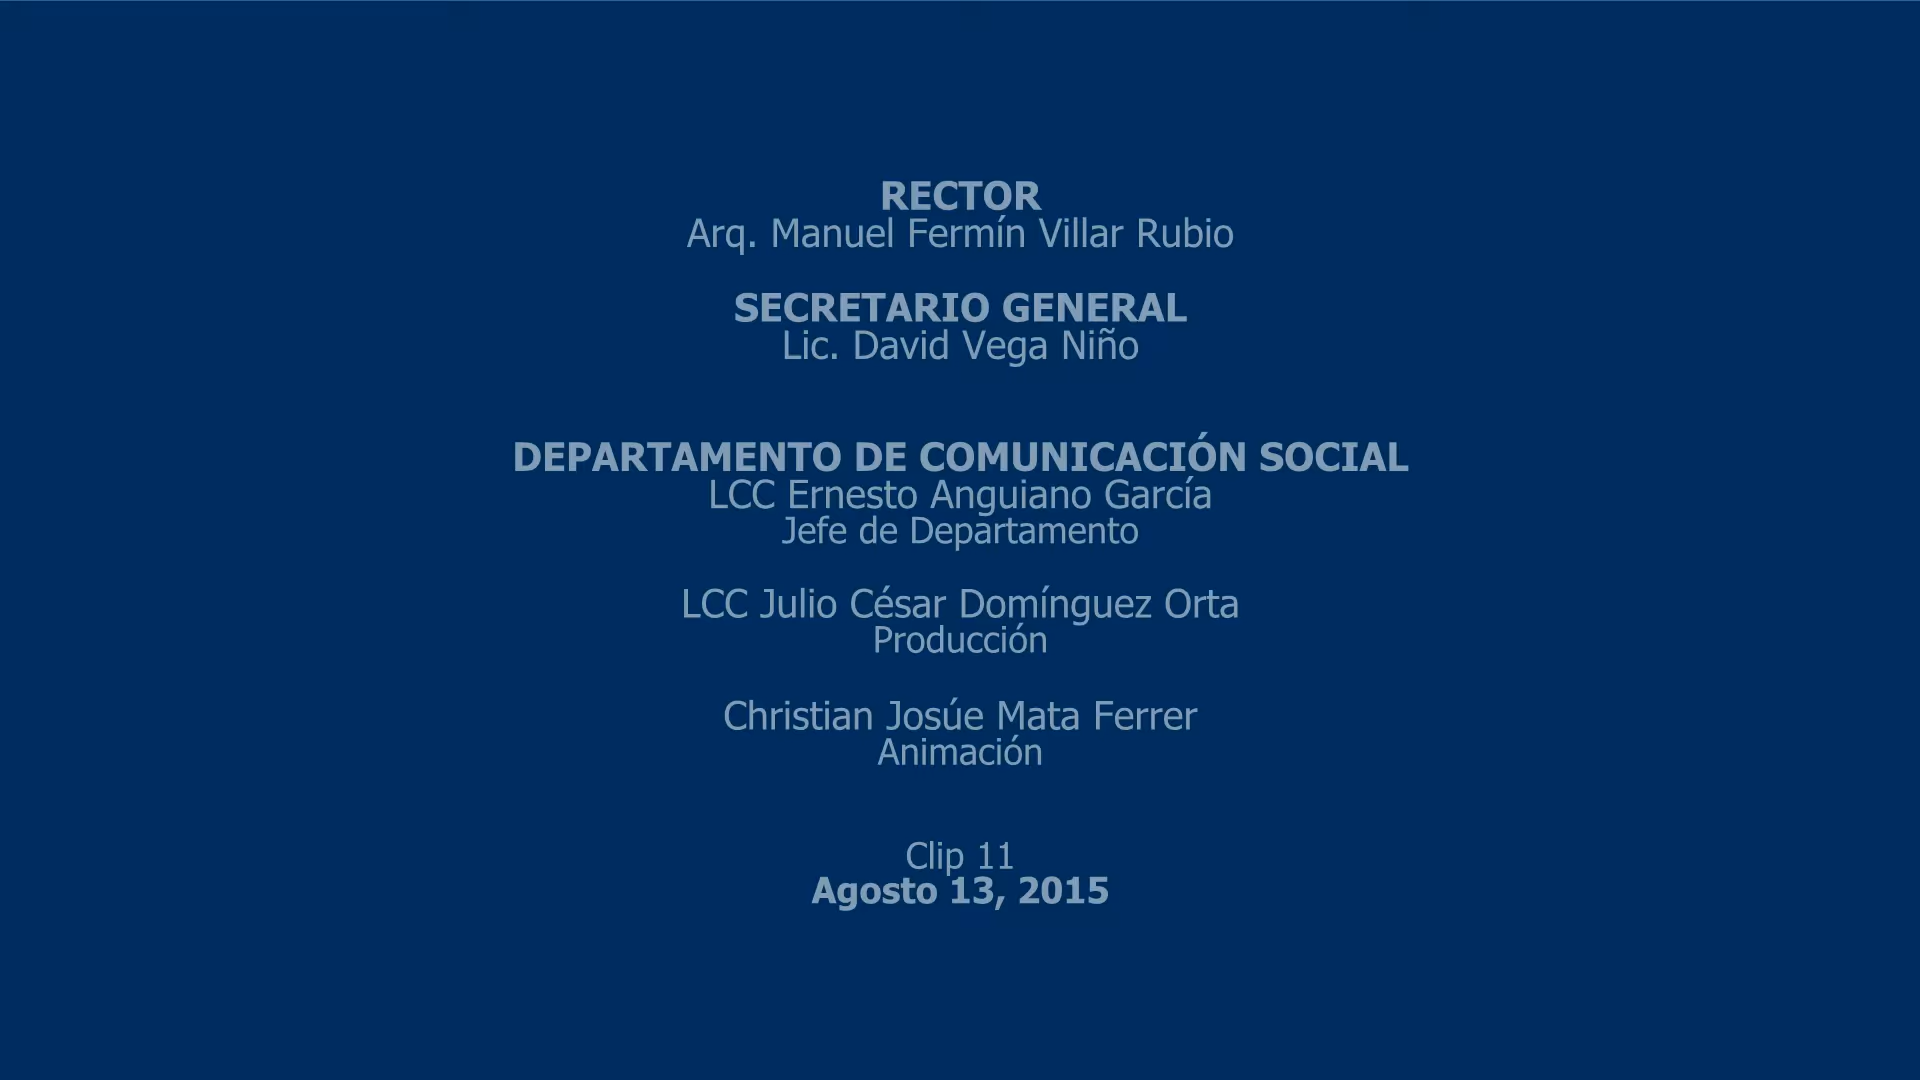 RECTOR
Arq. Manuel Fermín Villar Rubio
SECRETARIO GENERAL
Lic. David Vega Niño
DEPARTAMENTO DE COMUNICACIÓN SOCIAL
LCC Ernesto Anguiano García
Jefe de Departamento
LCC Julio César Domínguez Orta
Producción
Christian Josúe Mata Ferrer
Animación
Clip 11
Agosto 13, 2015